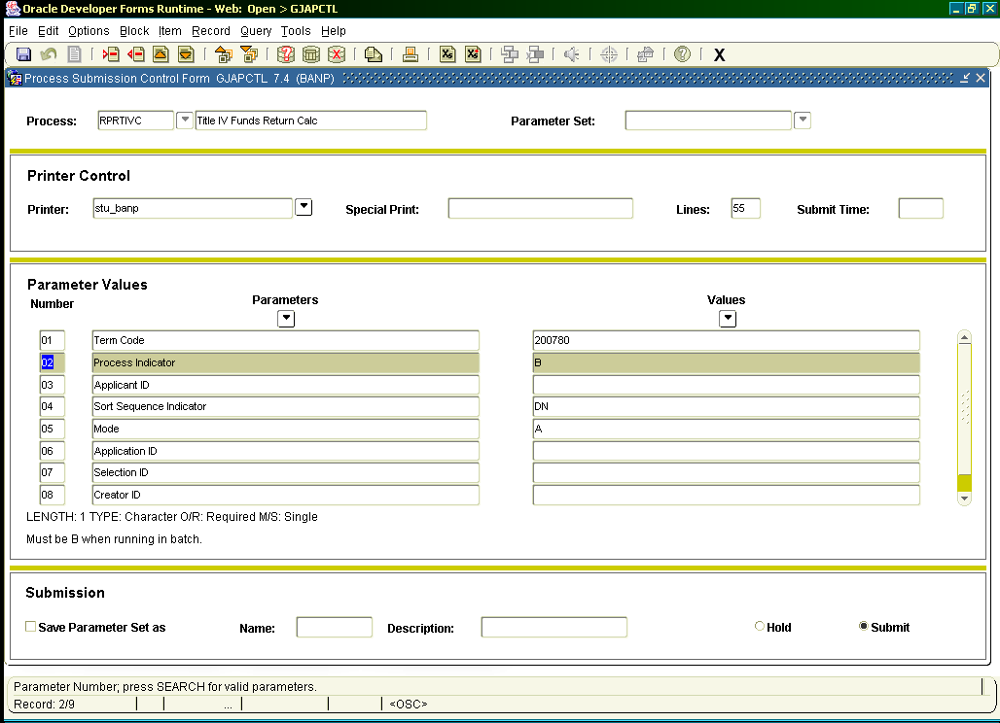 Oracle Developer Forms Runtime - Web: Open > GJAPCTL
File Edit Options Block Item Record Query Tools Help
X
Process Submission Control Form GJAPCTL 7.4 (BANP)
Process: RPRTIVC Title IV Funds Return Calc Parameter Set:
Printer Control
Printer: stu_banp Special Print: Lines: 55 Submit Time:
Parameter Values
Number Parameters Values
01 Term Code 200780
02 Process Indicator B
03 Applicant ID
04 Sort Sequence Indicator DN
05 Mode A
06 Application ID
07 Selection ID
08 Creator ID
LENGTH: 1 TYPE: Character O/R: Required M/S: Single
Must be B when running in batch.
Submission
Save Parameter Set as Name: Description: Hold Submit
Parameter Number; press SEARCH for valid parameters.
Record: 2/9 ... <OSC>